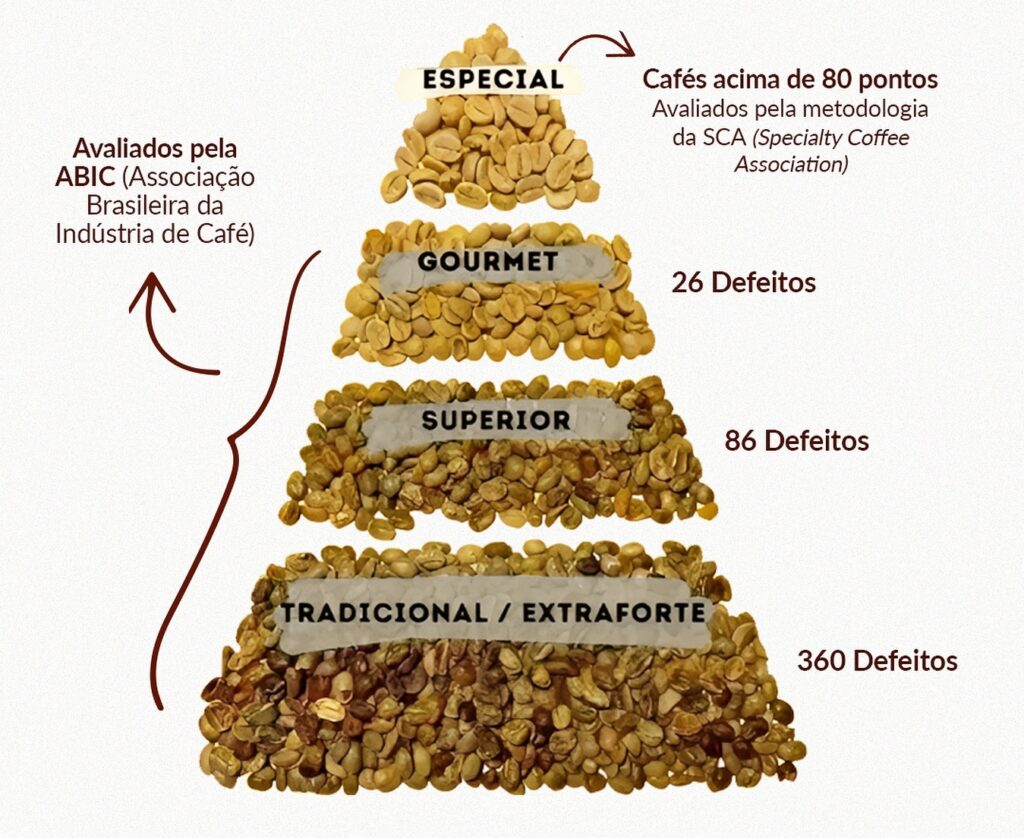 ESPECIAL
Cafés acima de 80 pontos
Avaliados pela metodologia
da SCA (Specialty Coffee
Association)
Avaliados pela
ABIC (Associação
Brasileira da
Indústria de Café)
GOURMET
26 Defeitos
SUPERIOR
86 Defeitos
TRADICIONAL / EXTRAFORTE
360 Defeitos